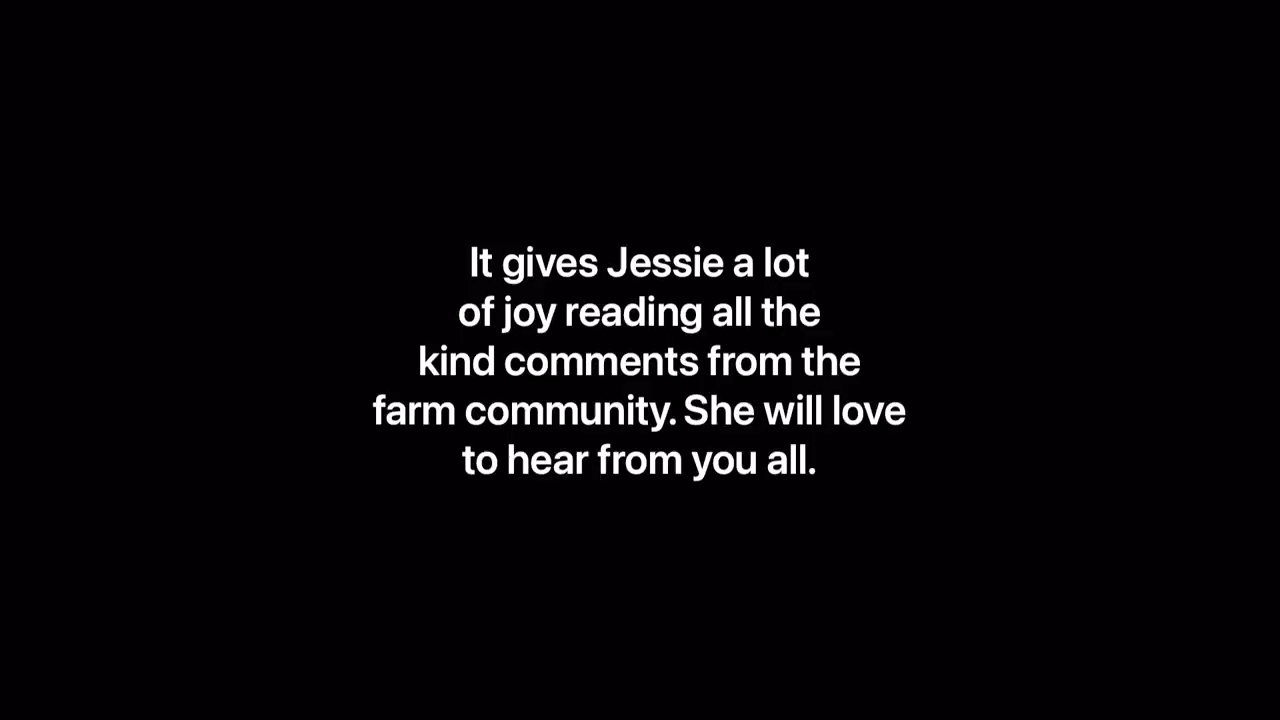 It gives Jessie a lot
of joy reading all the
kind comments from the
farm community. She will love
to hear from you all.